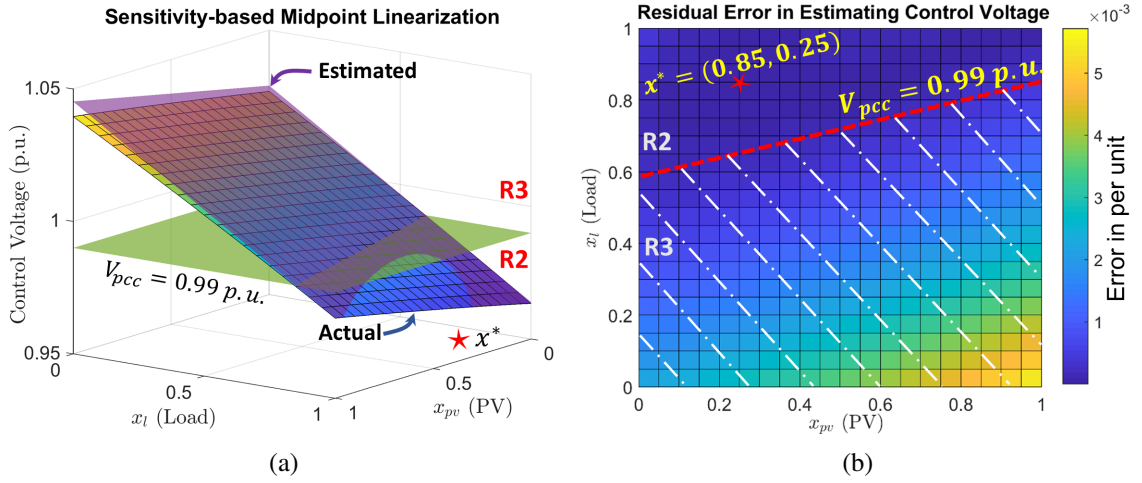 Sensitivity-based Midpoint Linearization
Estimated
1.05
1
0.95
Control Voltage (p.u.)
R3
R2
V_pcc = 0.99 p.u.
Actual
x*
0
0.5
1
x_l (Load)
1
0.5
0
x_pv (PV)
(a)
Residual Error in Estimating Control Voltage
x* = (0.85, 0.25)
V_pcc = 0.99 p.u.
R2
R3
1
0.8
0.6
0.4
0.2
0
x_l (Load)
0
0.2
0.4
0.6
0.8
1
x_pv (PV)
×10⁻³
5
4
3
2
1
Error in per unit
(b)